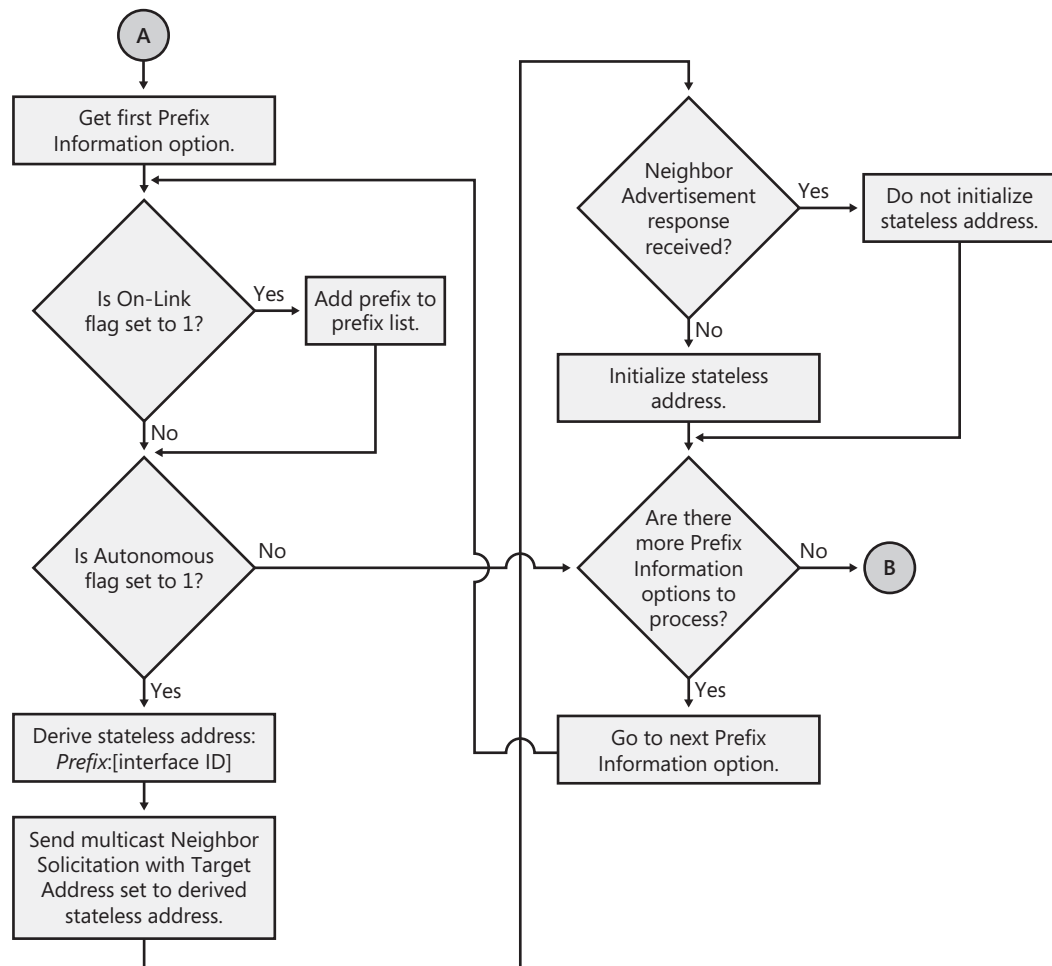 A
Get first Prefix
Information option.
Is On-Link
flag set to 1?
Yes
Add prefix to
prefix list.
No
Is Autonomous
flag set to 1?
No
Yes
Derive stateless address:
Prefix:[interface ID]
Send multicast Neighbor
Solicitation with Target
Address set to derived
stateless address.
Neighbor
Advertisement
response
received?
Yes
Do not initialize
stateless address.
No
Initialize stateless
address.
Are there
more Prefix
Information
options to
process?
No
B
Yes
Go to next Prefix
Information option.